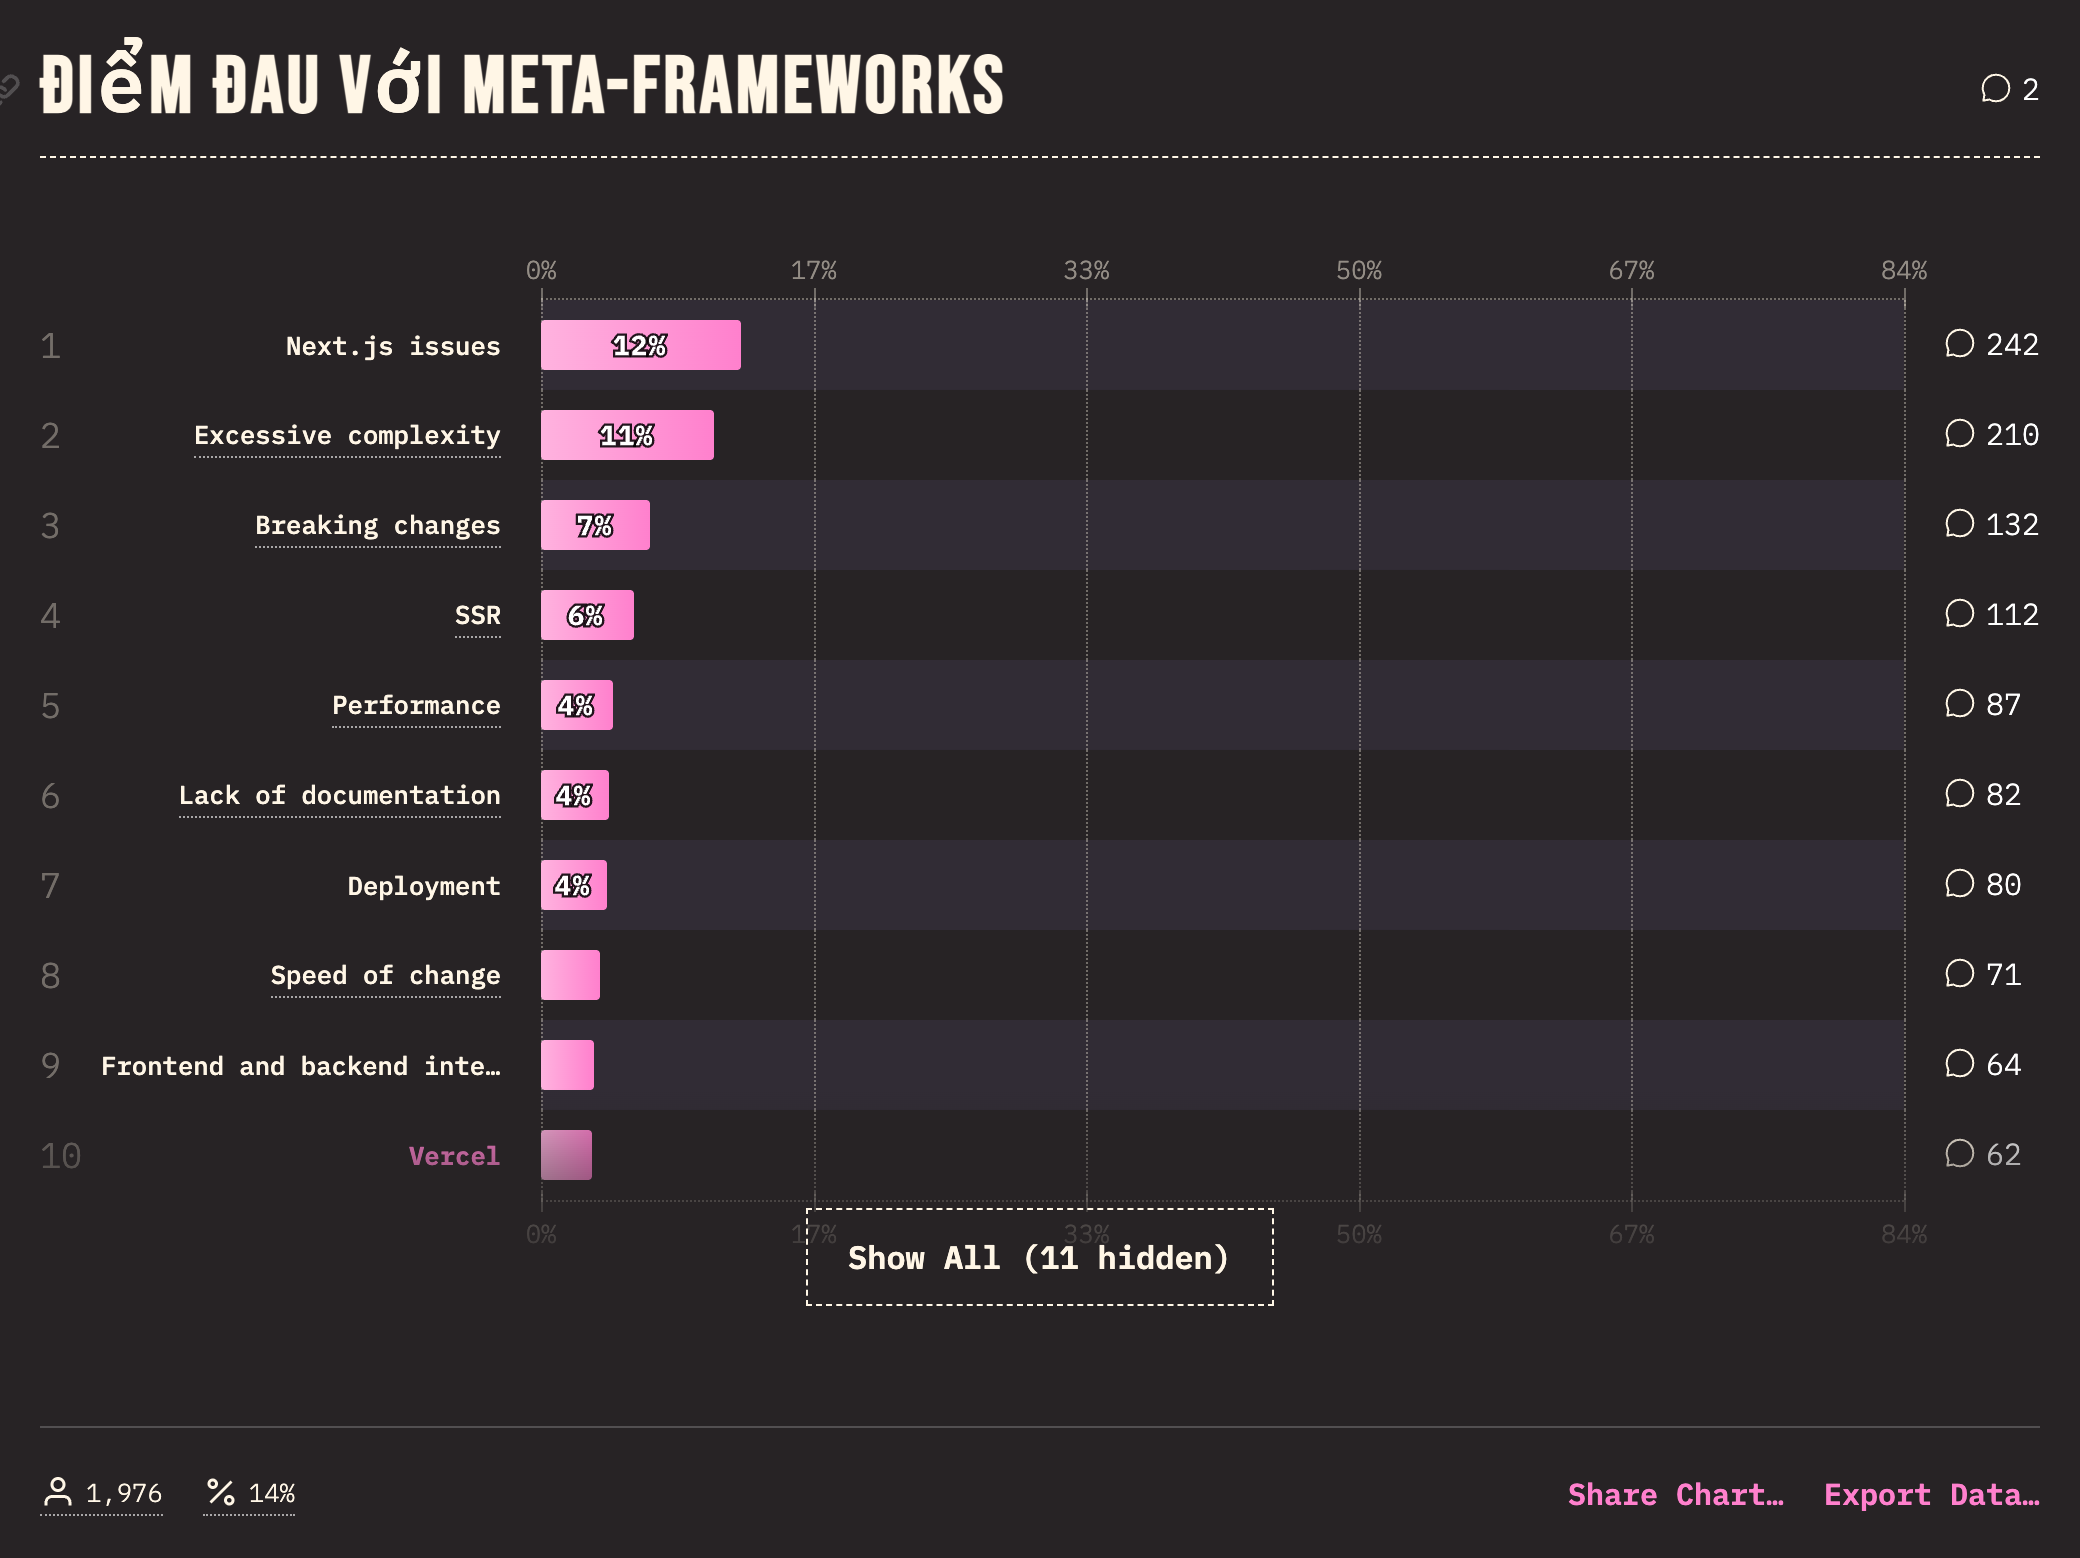 ĐIỂM ĐAU VỚI META-FRAMEWORKS
2
0% 17% 33% 50% 67% 84%
1 Next.js issues 12% 242
2 Excessive complexity 11% 210
3 Breaking changes 7% 132
4 SSR 6% 112
5 Performance 4% 87
6 Lack of documentation 4% 82
7 Deployment 4% 80
8 Speed of change 71
9 Frontend and backend inte… 64
10 Vercel 62
0% 17% 33% 50% 67% 84%
Show All (11 hidden)
1,976 14% Share Chart… Export Data…